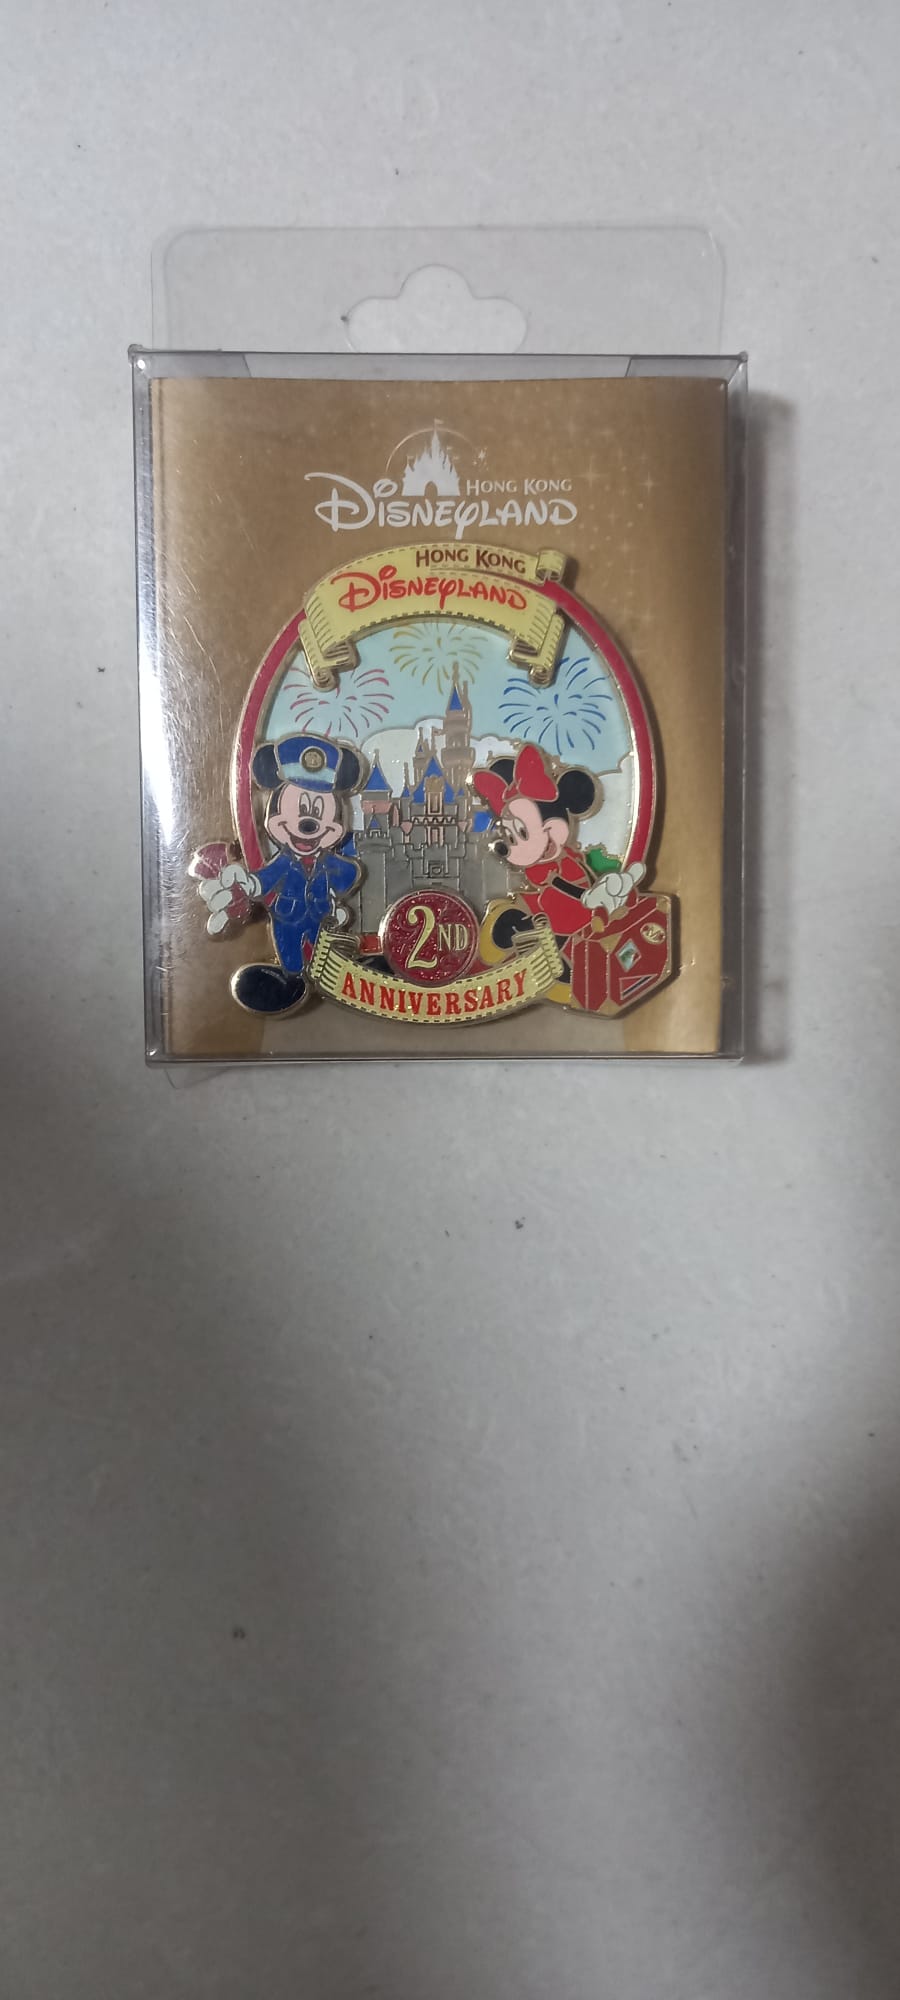 HONG KONG
DISNEYLAND
HONG KONG
DISNEYLAND
2ND
ANNIVERSARY